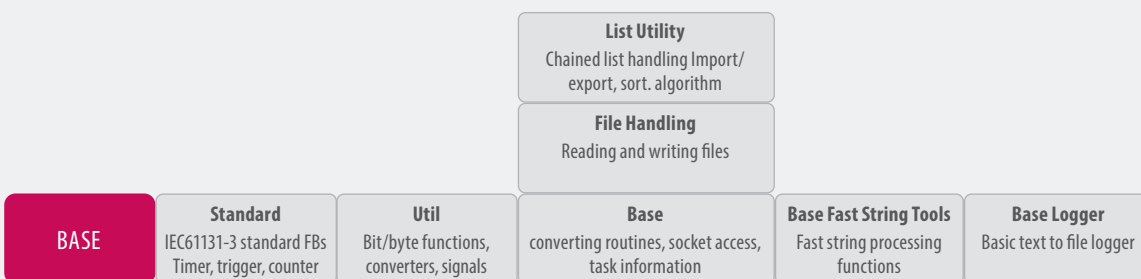 List Utility
Chained list handling Import/
export, sort. algorithm
File Handling
Reading and writing files
BASE
Standard
IEC61131-3 standard FBs
Timer, trigger, counter
Util
Bit/byte functions,
converters, signals
Base
converting routines, socket access,
task information
Base Fast String Tools
Fast string processing
functions
Base Logger
Basic text to file logger